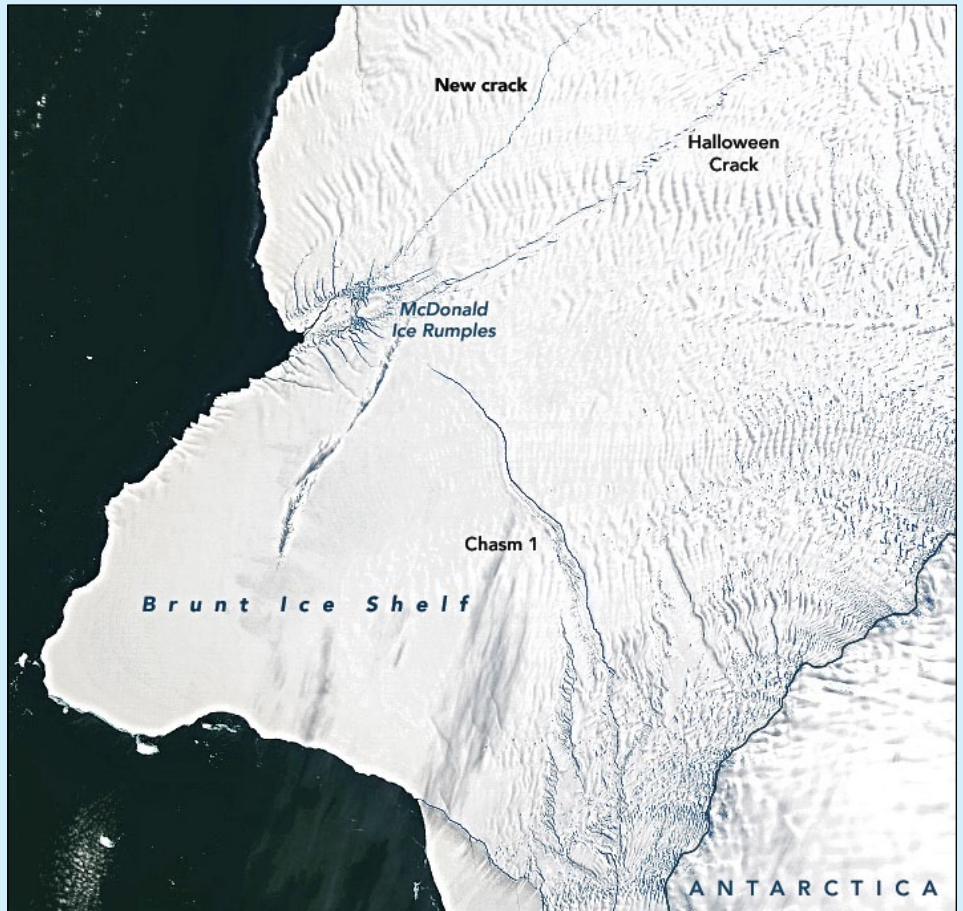 New crack
Halloween
Crack
McDonald
Ice Rumples
Chasm 1
Brunt Ice Shelf
ANTARCTICA